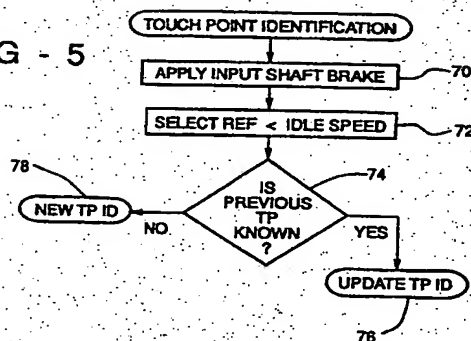 G - 5
TOUCH POINT IDENTIFICATION
APPLY INPUT SHAFT BRAKE
70
SELECT REF < IDLE SPEED
72
74
IS
PREVIOUS
TP
KNOWN
?
78
NEW TP ID
NO
YES
UPDATE TP ID
76